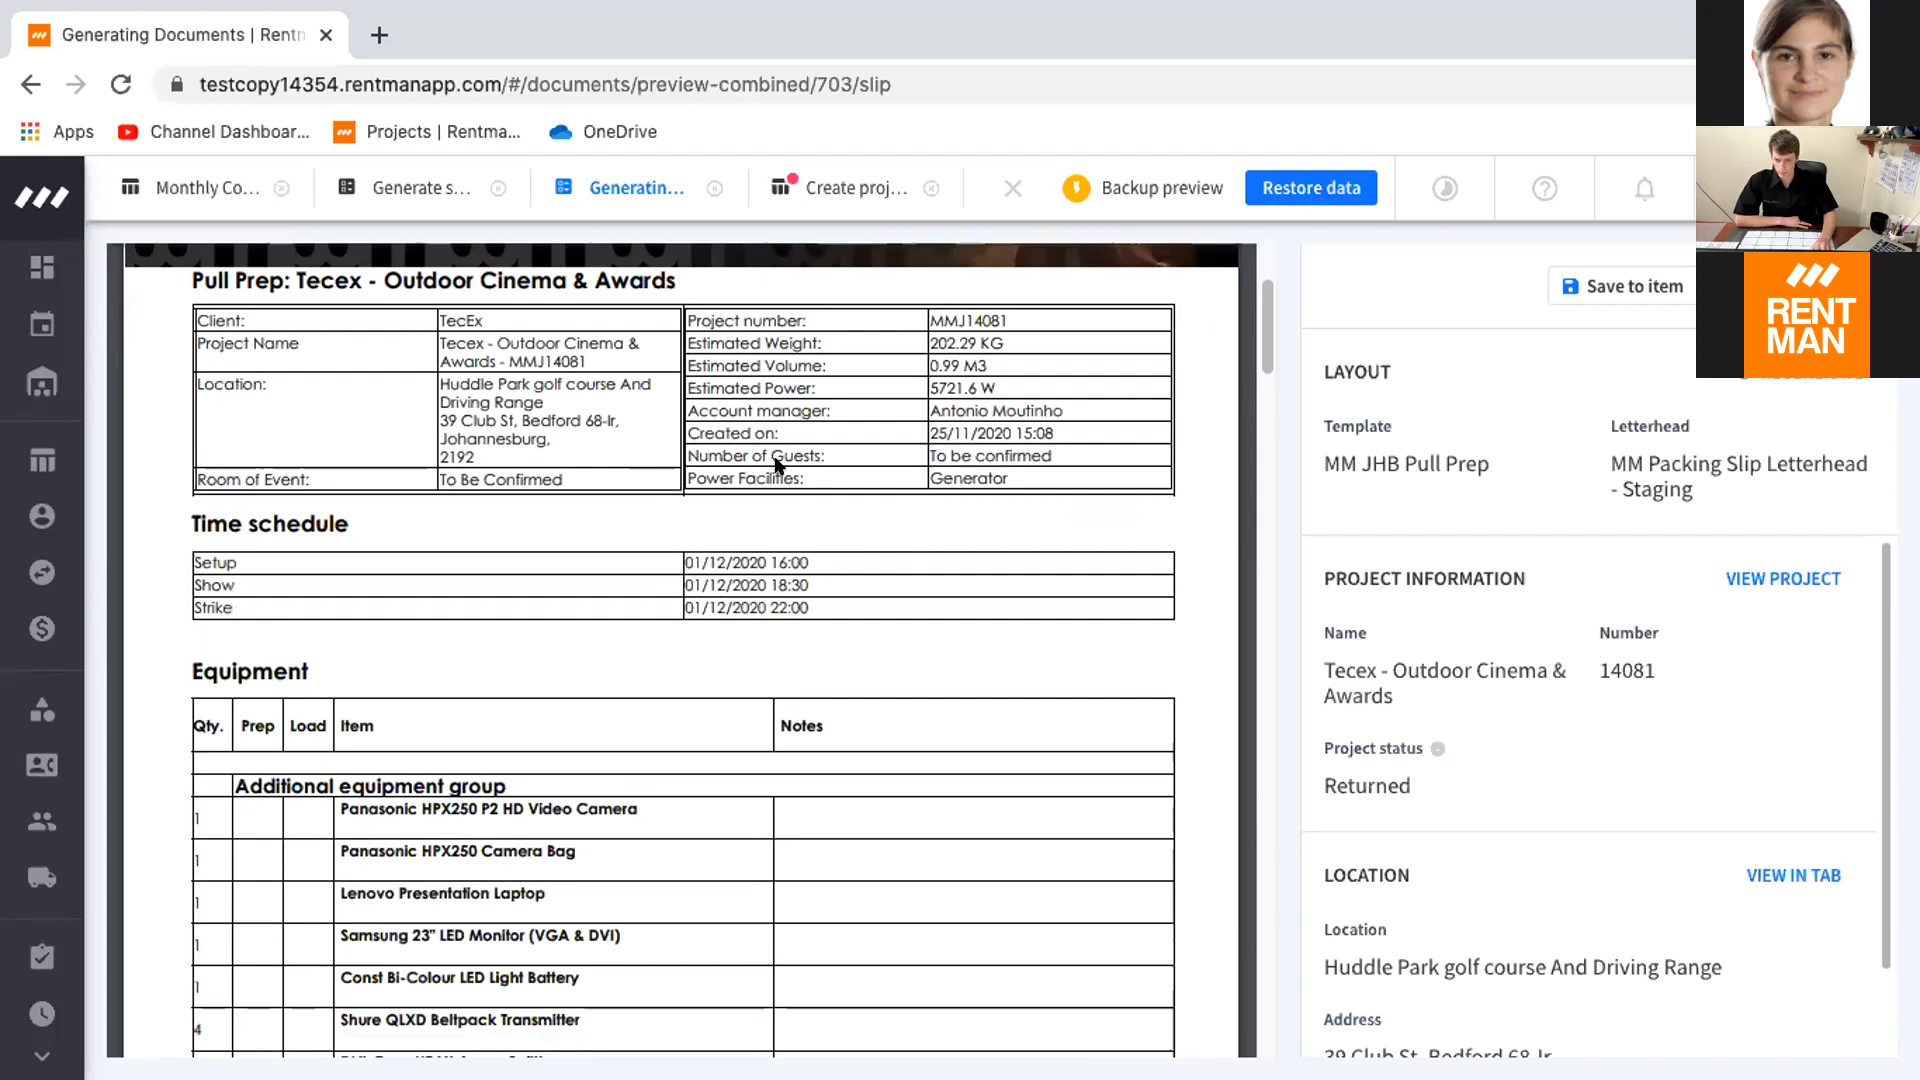 Generating Documents | Rentn
testcopy14354.rentmanapp.com/#/documents/preview-combined/703/slip
Apps
Channel Dashboar...
Projects | Rentma...
OneDrive
Monthly Co...
Generate s...
Generatin...
Create proj...
Backup preview
Restore data
RENT
MAN
Pull Prep: Tecex - Outdoor Cinema & Awards
Client:
TecEx
Project Name
Tecex - Outdoor Cinema &
Awards - MMJ14081
Location:
Huddle Park golf course And
Driving Range
39 Club St, Bedford 68-Ir,
Johannesburg,
2192
Room of Event:
To Be Confirmed
Project number:
MMJ14081
Estimated Weight:
202.29 KG
Estimated Volume:
0.99 M3
Estimated Power:
5721.6 W
Account manager:
Antonio Moutinho
Created on:
25/11/2020 15:08
Number of Guests:
To be confirmed
Power Facilities:
Generator
Time schedule
Setup
01/12/2020 16:00
Show
01/12/2020 18:30
Strike
01/12/2020 22:00
Equipment
Qty.
Prep
Load
Item
Notes
Additional equipment group
1
Panasonic HPX250 P2 HD Video Camera
1
Panasonic HPX250 Camera Bag
1
Lenovo Presentation Laptop
1
Samsung 23" LED Monitor (VGA & DVI)
1
Const Bi-Colour LED Light Battery
4
Shure QLXD Beltpack Transmitter
Save to item
LAYOUT
Template
Letterhead
MM JHB Pull Prep
MM Packing Slip Letterhead
- Staging
PROJECT INFORMATION
VIEW PROJECT
Name
Number
Tecex - Outdoor Cinema &
Awards
14081
Project status
Returned
LOCATION
VIEW IN TAB
Location
Huddle Park golf course And Driving Range
Address
39 Club St, Bedford 68-Ir